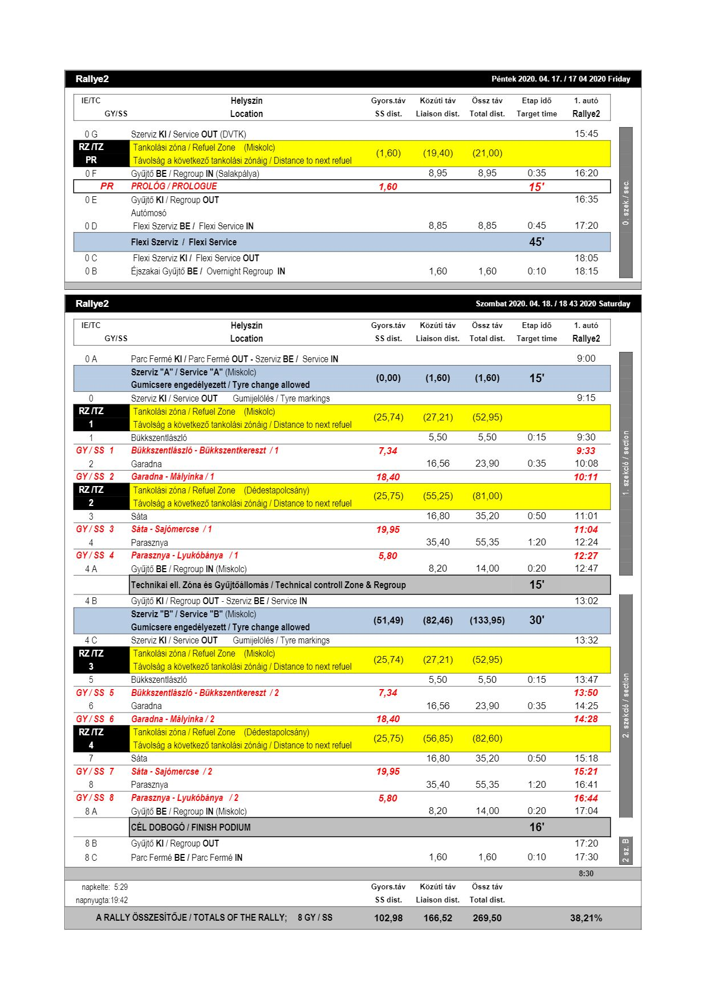 Rallye2 Péntek 2020. 04. 17. / 17 04 2020 Friday
IE/TC Helyszín Gyors.táv Közúti táv Össz táv Etap idő 1. autó
GY/SS Location SS dist. Liaison dist. Total dist. Target time Rallye2
0 G Szerviz KI / Service OUT (DVTK) 15:45
RZ /TZ Tankolási zóna / Refuel Zone (Miskolc) (1,60) (19,40) (21,00)
PR Távolság a következő tankolási zónáig / Distance to next refuel
0 F Gyűjtő BE / Regroup IN (Salakpálya) 8,95 8,95 0:35 16:20
PR PROLÓG / PROLOGUE 1,60 15'
0 E Gyűjtő KI / Regroup OUT 16:35
Autómosó
0 D Flexi Szerviz BE / Flexi Service IN 8,85 8,85 0:45 17:20
Flexi Szerviz / Flexi Service 45'
0 C Flexi Szerviz KI / Flexi Service OUT 18:05
0 B Éjszakai Gyűjtő BE / Overnight Regroup IN 1,60 1,60 0:10 18:15
0. szek./ sec.
Rallye2 Szombat 2020. 04. 18. / 18 43 2020 Saturday
IE/TC Helyszín Gyors.táv Közúti táv Össz táv Etap idő 1. autó
GY/SS Location SS dist. Liaison dist. Total dist. Target time Rallye2
0 A Parc Fermé KI / Parc Fermé OUT - Szerviz BE / Service IN 9:00
Szerviz "A" / Service "A" (Miskolc) (0,00) (1,60) (1,60) 15'
Gumicsere engedélyezett / Tyre change allowed
0 Szerviz KI / Service OUT Gumijelölés / Tyre markings 9:15
RZ /TZ Tankolási zóna / Refuel Zone (Miskolc) (25,74) (27,21) (52,95)
1 Távolság a következő tankolási zónáig / Distance to next refuel
1 Bükkszentlászló 5,50 5,50 0:15 9:30
GY / SS 1 Bükkszentlászló - Bükkszentkereszt / 1 7,34 9:33
2 Garadna 16,56 23,90 0:35 10:08
GY / SS 2 Garadna - Mályinka / 1 18,40 10:11
RZ /TZ Tankolási zóna / Refuel Zone (Dédestapolcsány) (25,75) (55,25) (81,00)
2 Távolság a következő tankolási zónáig / Distance to next refuel
3 Sáta 16,80 35,20 0:50 11:01
GY / SS 3 Sáta - Sajómercse / 1 19,95 11:04
4 Parasznya 35,40 55,35 1:20 12:24
GY / SS 4 Parasznya - Lyukóbánya / 1 5,80 12:27
4 A Gyűjtő BE / Regroup IN (Miskolc) 8,20 14,00 0:20 12:47
1. szekció / section
Technikai ell. Zóna és Gyűjtőállomás / Technical controll Zone & Regroup 15'
4 B Gyűjtő KI / Regroup OUT - Szerviz BE / Service IN 13:02
Szerviz "B" / Service "B" (Miskolc) (51,49) (82,46) (133,95) 30'
Gumicsere engedélyezett / Tyre change allowed
4 C Szerviz KI / Service OUT Gumijelölés / Tyre markings 13:32
RZ /TZ Tankolási zóna / Refuel Zone (Miskolc) (25,74) (27,21) (52,95)
3 Távolság a következő tankolási zónáig / Distance to next refuel
5 Bükkszentlászló 5,50 5,50 0:15 13:47
GY / SS 5 Bükkszentlászló - Bükkszentkereszt / 2 7,34 13:50
6 Garadna 16,56 23,90 0:35 14:25
GY / SS 6 Garadna - Mályinka / 2 18,40 14:28
RZ /TZ Tankolási zóna / Refuel Zone (Dédestapolcsány) (25,75) (56,85) (82,60)
4 Távolság a következő tankolási zónáig / Distance to next refuel
7 Sáta 16,80 35,20 0:50 15:18
GY / SS 7 Sáta - Sajómercse / 2 19,95 15:21
8 Parasznya 35,40 55,35 1:20 16:41
GY / SS 8 Parasznya - Lyukóbánya / 2 5,80 16:44
8 A Gyűjtő BE / Regroup IN (Miskolc) 8,20 14,00 0:20 17:04
2. szekció / section
CÉL DOBOGÓ / FINISH PODIUM 16'
8 B Gyűjtő KI / Regroup OUT 17:20
8 C Parc Fermé BE / Parc Fermé IN 1,60 1,60 0:10 17:30
2 sz. B
8:30
napkelte: 5:29 Gyors.táv Közúti táv Össz táv
napnyugta:19:42 SS dist. Liaison dist. Total dist.
A RALLY ÖSSZESÍTŐJE / TOTALS OF THE RALLY; 8 GY / SS 102,98 166,52 269,50 38,21%